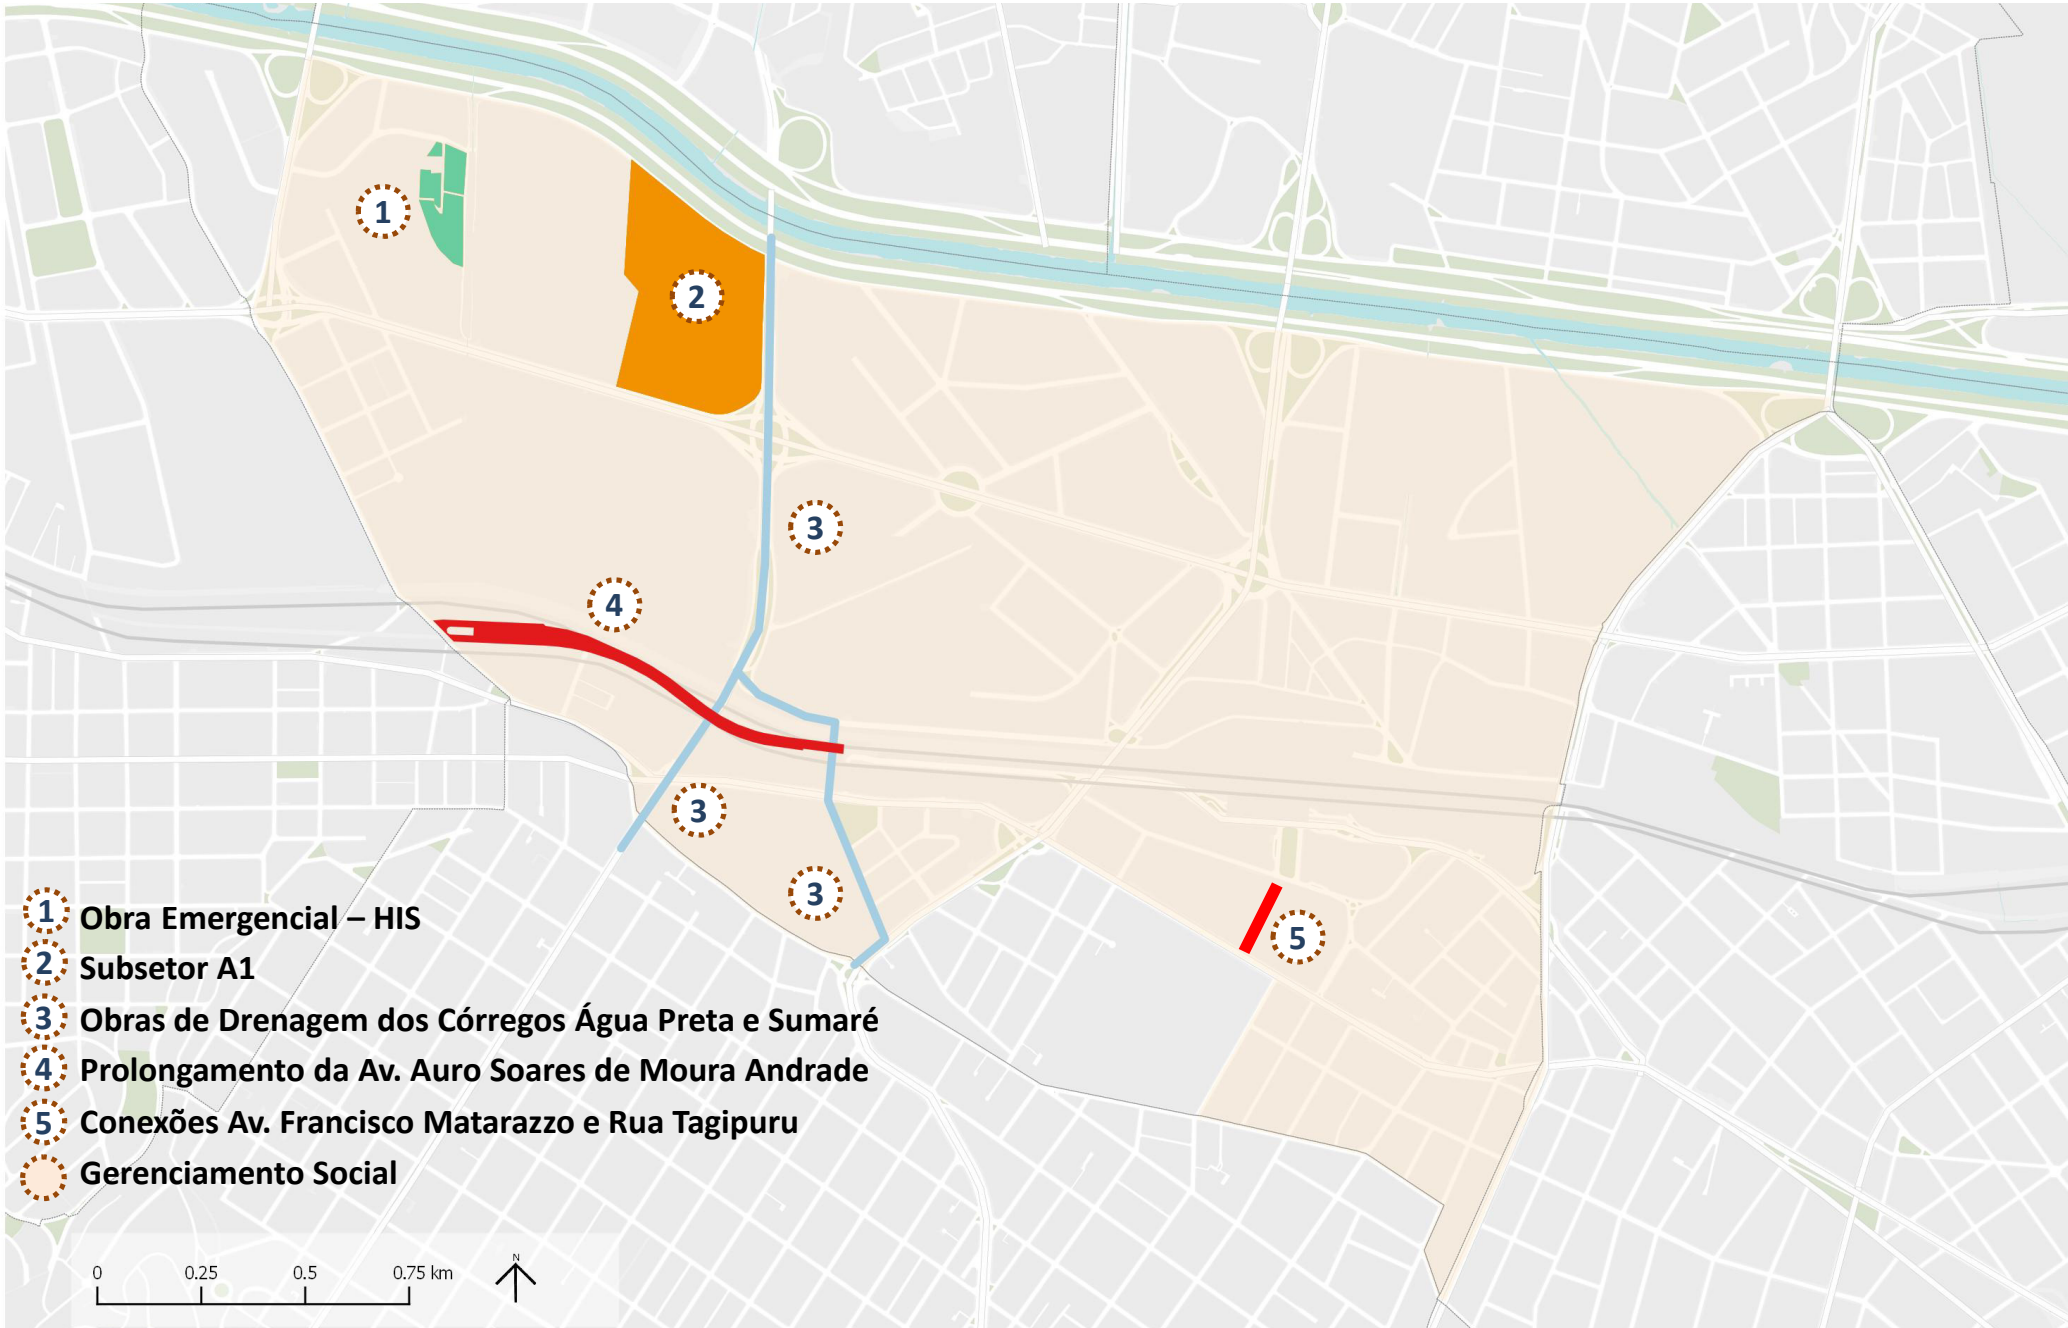 1
2
3
4
3
3
5
1 Obra Emergencial – HIS
2 Subsetor A1
3 Obras de Drenagem dos Córregos Água Preta e Sumaré
4 Prolongamento da Av. Auro Soares de Moura Andrade
5 Conexões Av. Francisco Matarazzo e Rua Tagipuru
Gerenciamento Social
0 0.25 0.5 0.75 km
N